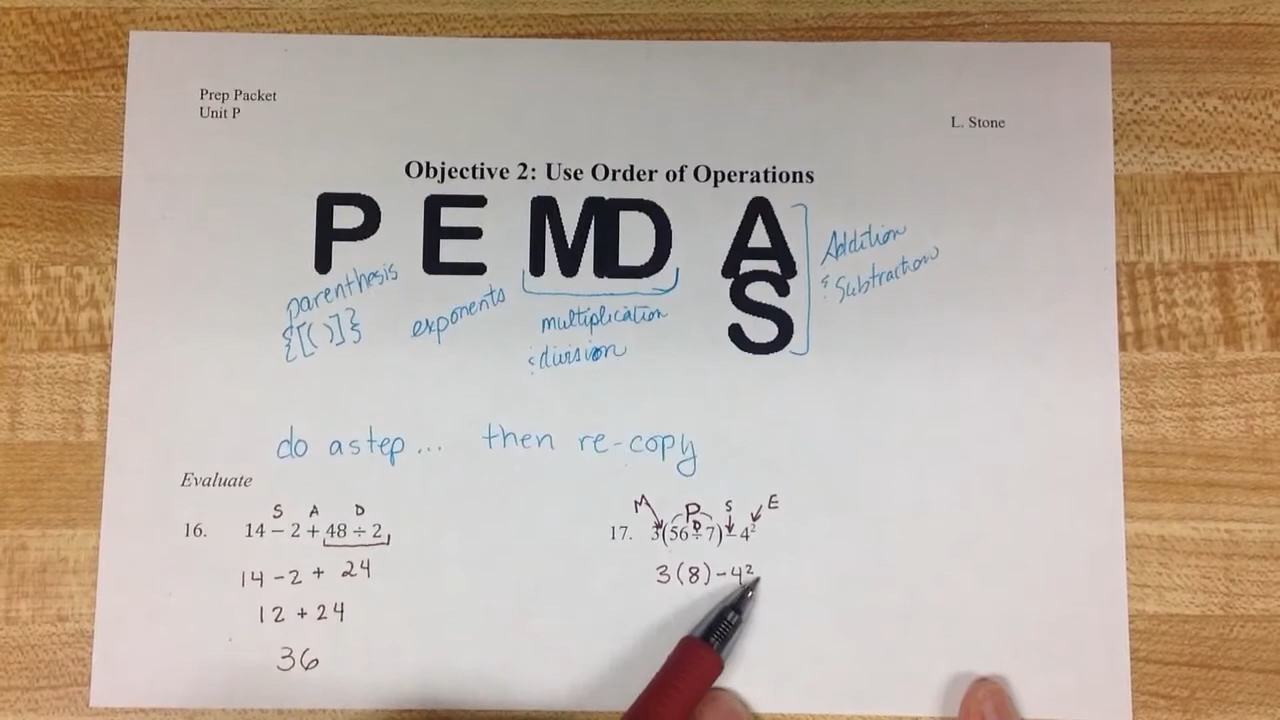 Prep Packet
Unit P
L. Stone
Objective 2: Use Order of Operations
P E MD A
S
parenthesis
{[()]}
exponents
multiplication
& division
Addition
& Subtraction
do a step... then re-copy
Evaluate
S A D
16. 14 − 2 + 48 ÷ 2
14 - 2 + 24
12 + 24
36
M P D S E
17. 3(56 ÷ 7) − 4²
3(8) - 4²